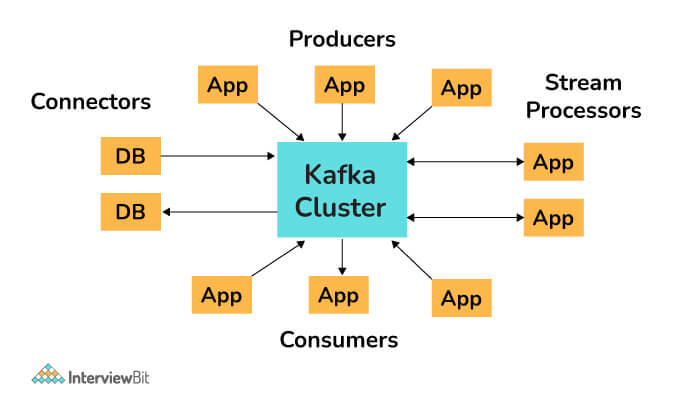 Producers
App
App
App
Connectors
Stream
Processors
DB
DB
Kafka
Cluster
App
App
App
App
App
Consumers
InterviewBit